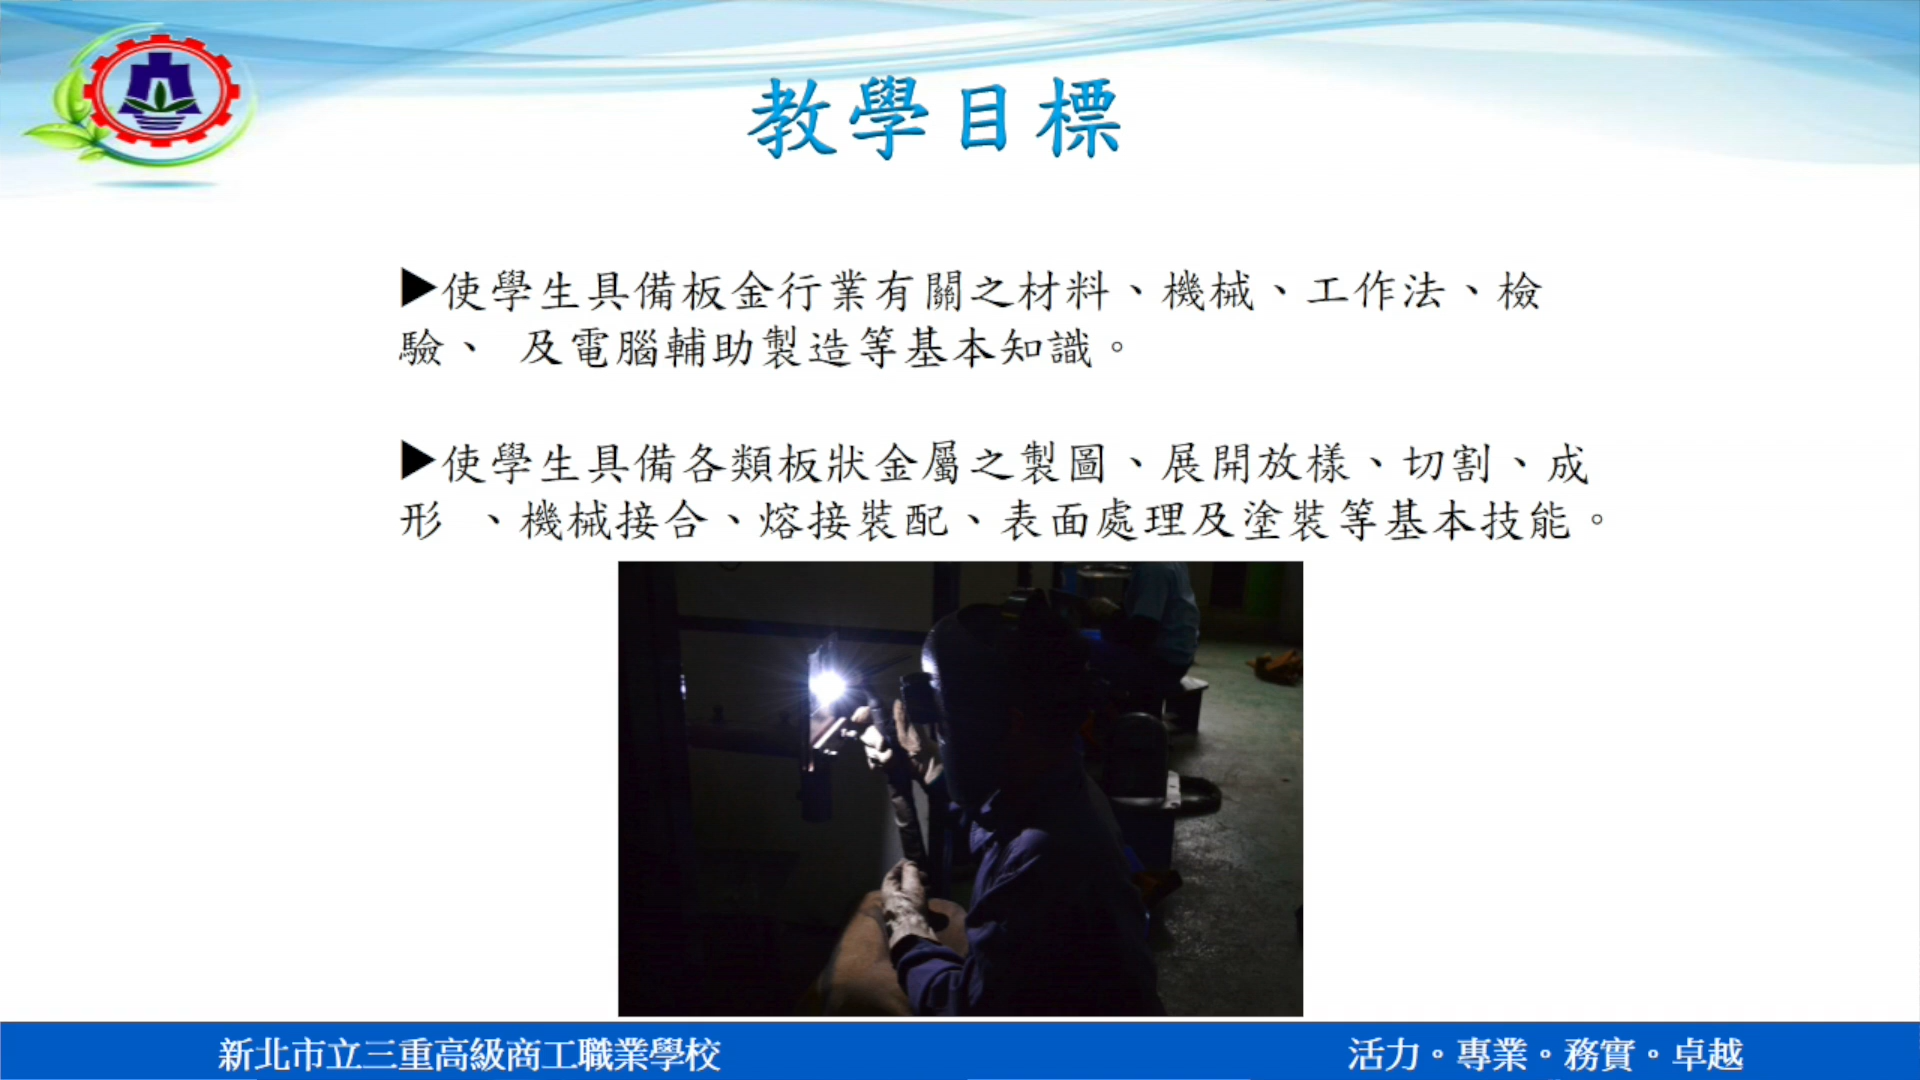 教學目標
▶使學生具備板金行業有關之材料、機械、工作法、檢
驗、 及電腦輔助製造等基本知識。
▶使學生具備各類板狀金屬之製圖、展開放樣、切割、成
形 、機械接合、熔接裝配、表面處理及塗裝等基本技能。
新北市立三重高級商工職業學校
活力。專業。務實。卓越